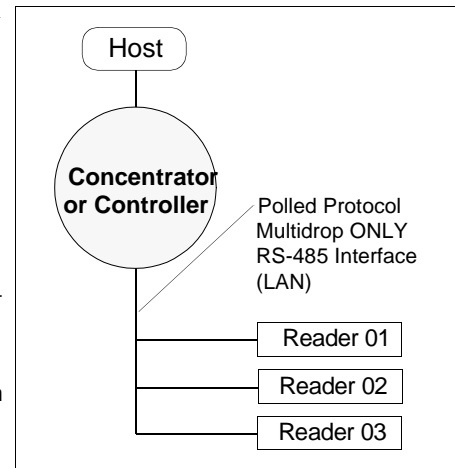 Host
Concentrator
or Controller
Polled Protocol
Multidrop ONLY
RS-485 Interface
(LAN)
Reader 01
Reader 02
Reader 03